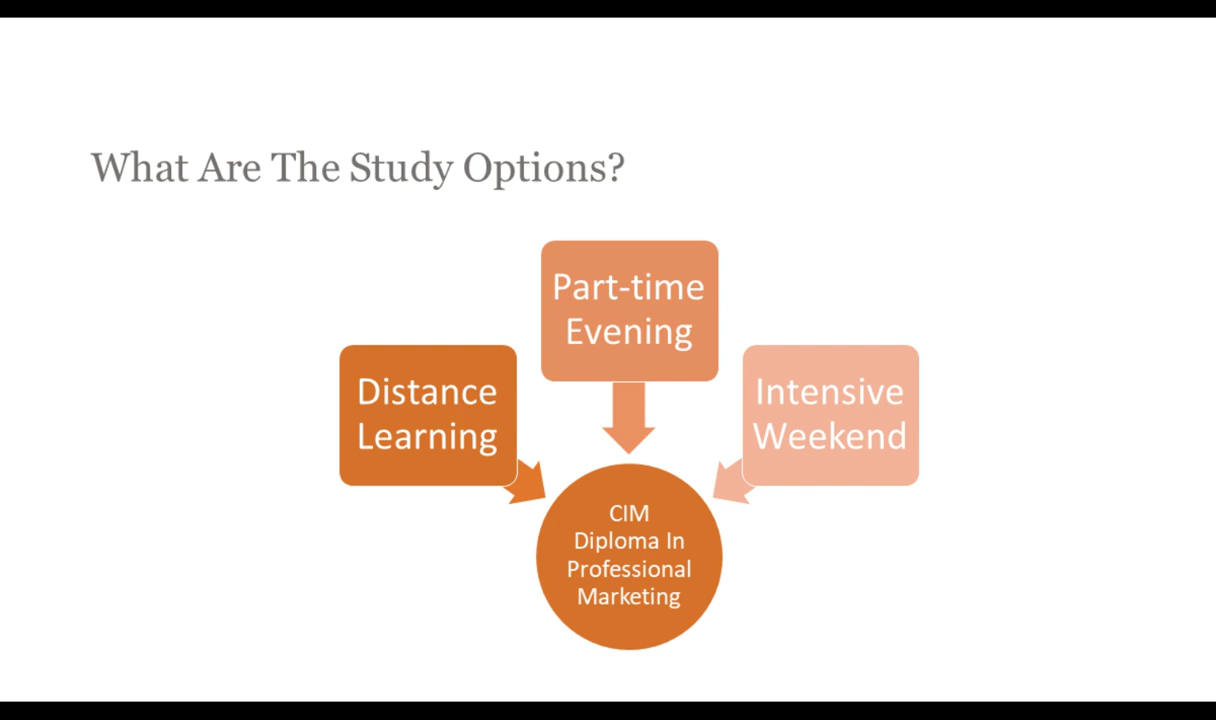 What Are The Study Options?
Part-time
Evening
Distance
Learning
Intensive
Weekend
CIM
Diploma In
Professional
Marketing